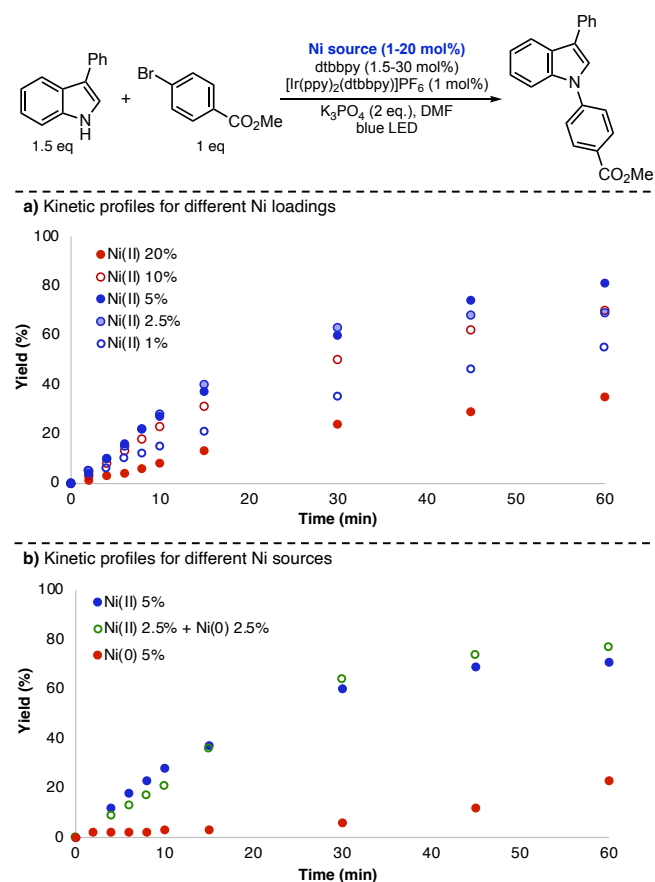 Ph
N
H
1.5 eq
+
Br
CO₂Me
1 eq
Ni source (1-20 mol%)
dtbbpy (1.5-30 mol%)
[Ir(ppy)₂(dtbbpy)]PF₆ (1 mol%)
K₃PO₄ (2 eq.), DMF
blue LED
Ph
N
CO₂Me
a) Kinetic profiles for different Ni loadings
100
80
60
40
20
0
Yield (%)
Ni(II) 20%
Ni(II) 10%
Ni(II) 5%
Ni(II) 2.5%
Ni(II) 1%
0 10 20 30 40 50 60
Time (min)
b) Kinetic profiles for different Ni sources
100
80
60
40
20
0
Yield (%)
Ni(II) 5%
Ni(II) 2.5% + Ni(0) 2.5%
Ni(0) 5%
0 10 20 30 40 50 60
Time (min)